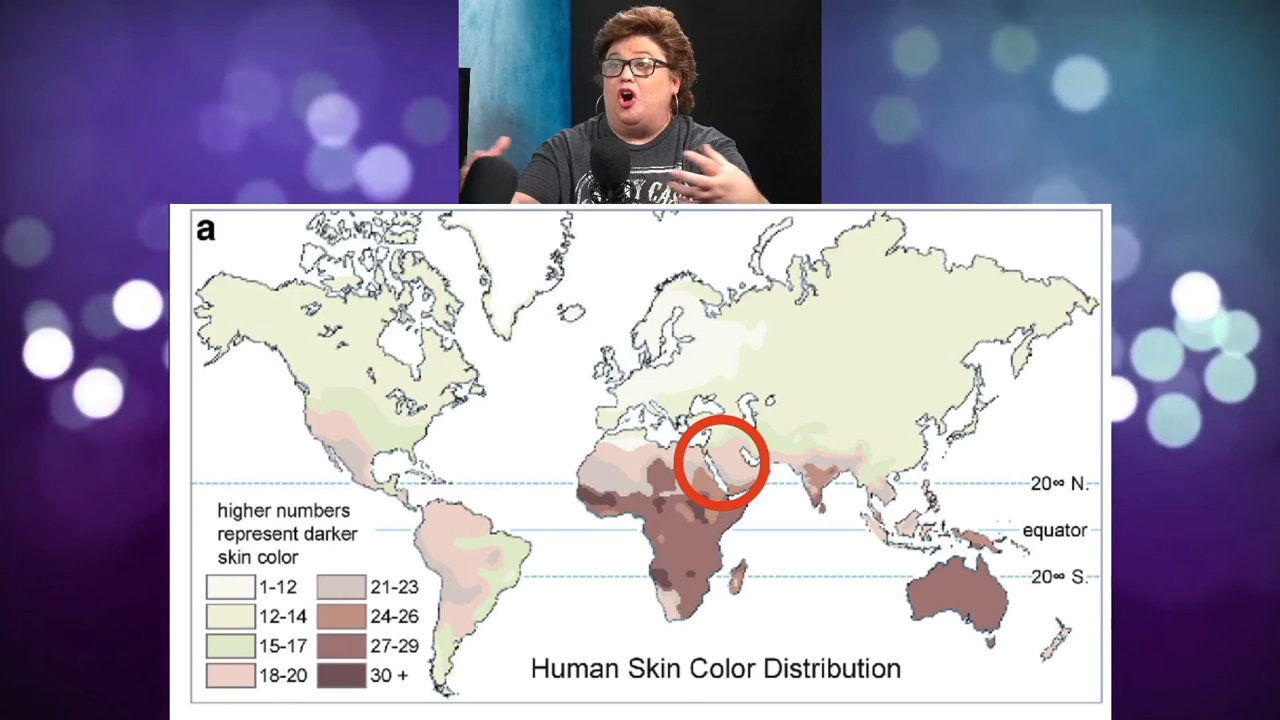 a
20∞ N.
equator
20∞ S.
higher numbers
represent darker
skin color
1-12
21-23
12-14
24-26
15-17
27-29
18-20
30 +
Human Skin Color Distribution